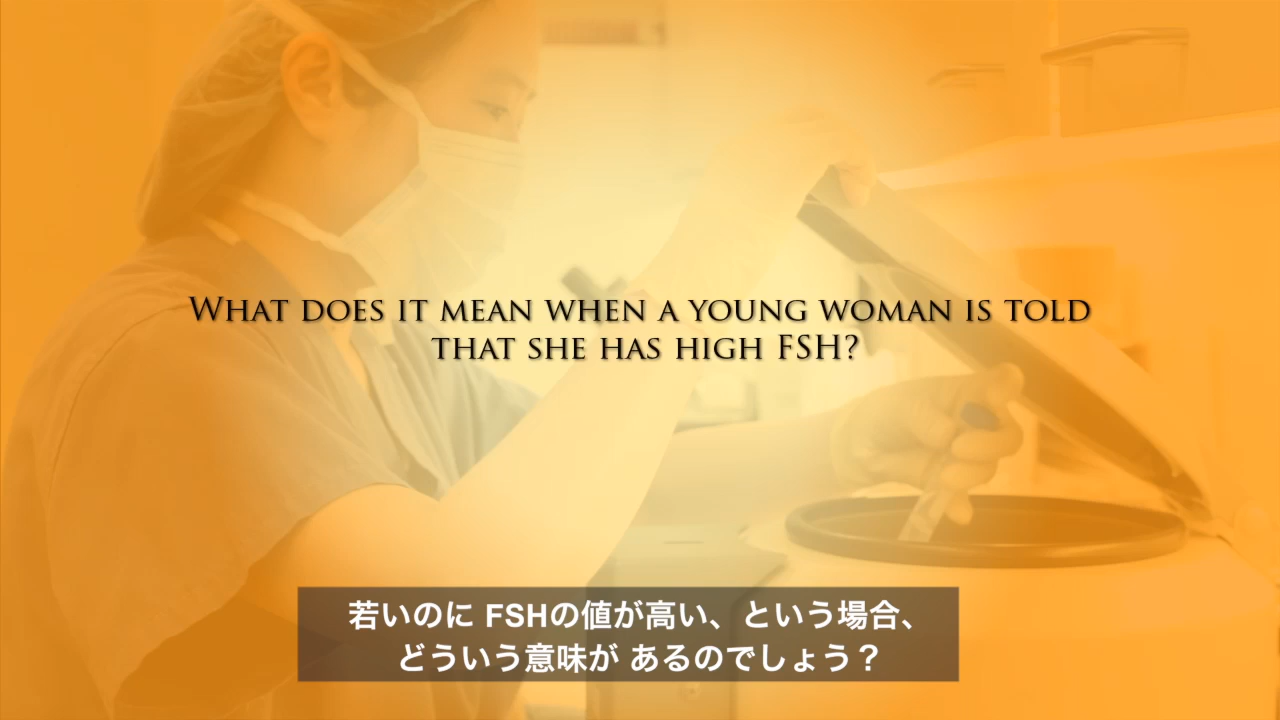 What does it mean when a young woman is told
that she has high FSH?
若いのに FSHの値が高い、という場合、
どういう意味が あるのでしょう？